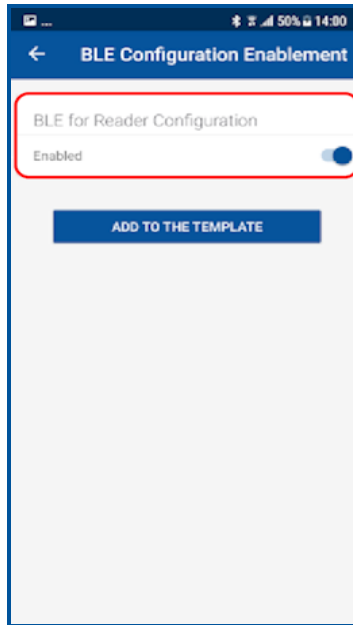 ... 50% 14:00
BLE Configuration Enablement
BLE for Reader Configuration
Enabled
ADD TO THE TEMPLATE